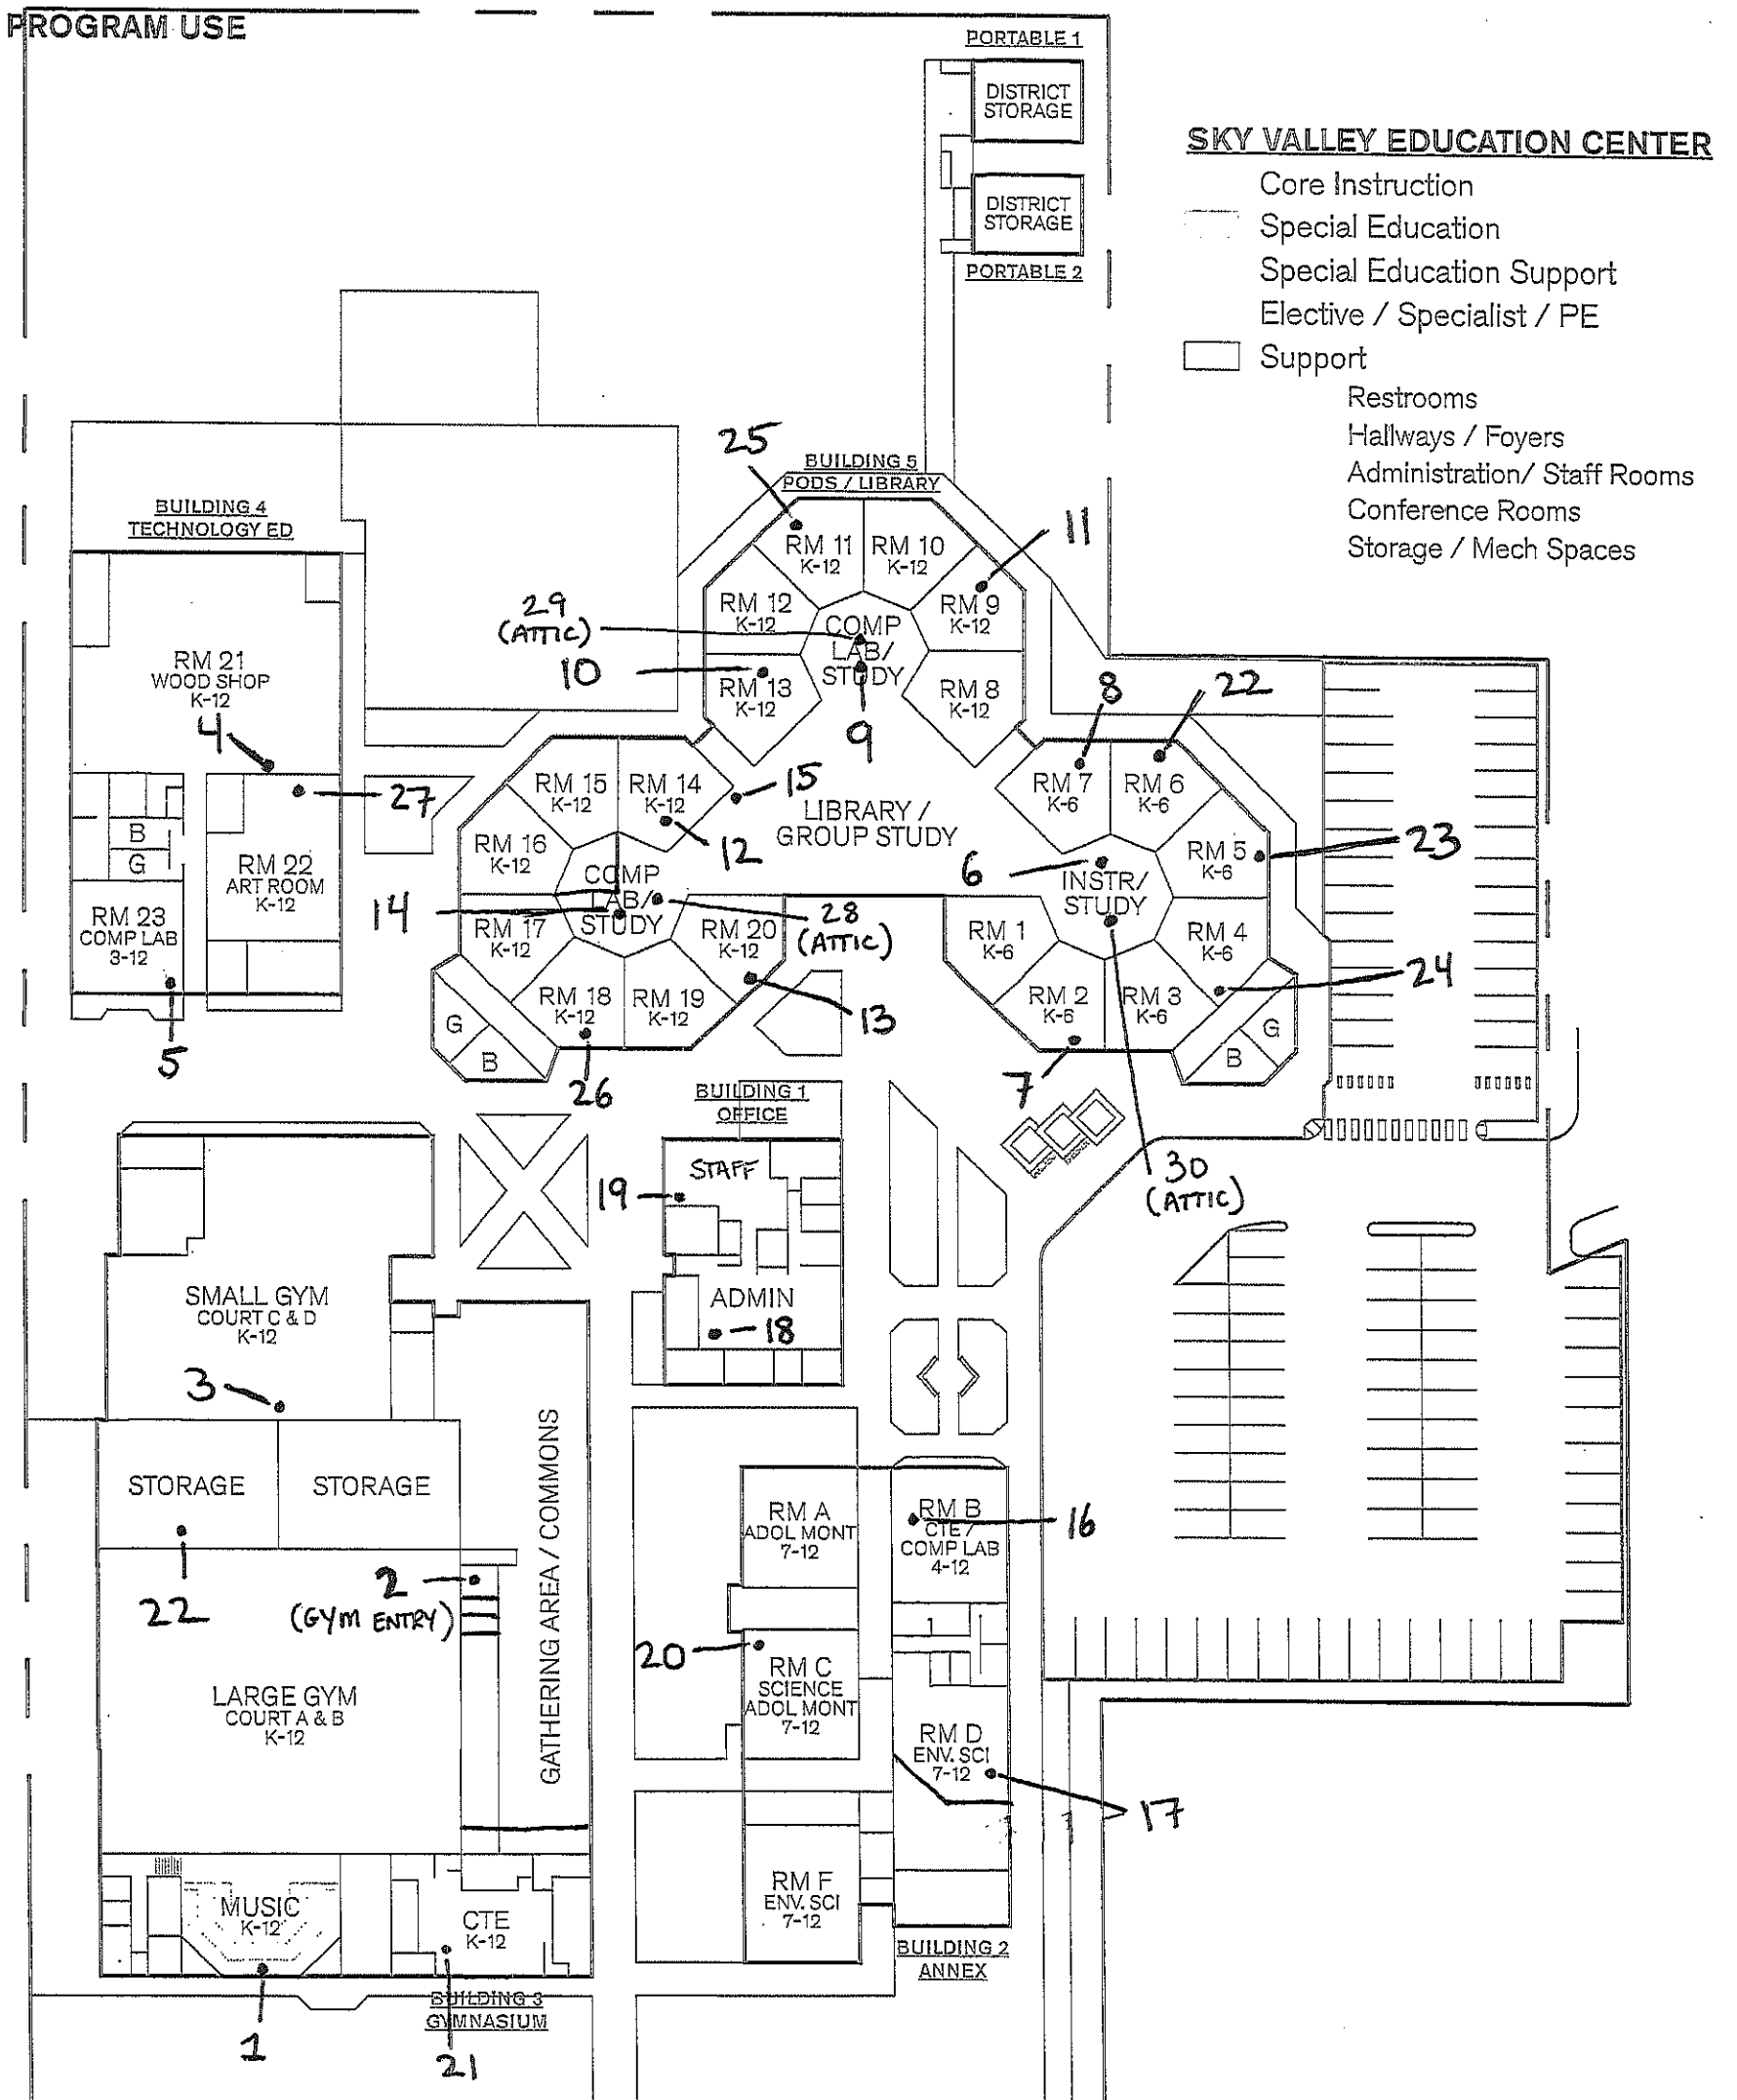 PROGRAM USE
PORTABLE 1
DISTRICT
STORAGE
DISTRICT
STORAGE
PORTABLE 2
SKY VALLEY EDUCATION CENTER
Core Instruction
Special Education
Special Education Support
Elective / Specialist / PE
Support
Restrooms
Hallways / Foyers
Administration/ Staff Rooms
Conference Rooms
Storage / Mech Spaces
25
BUILDING 5
PODS / LIBRARY
11
RM 11
K-12
RM 10
K-12
RM 12
K-12
RM 9
K-12
29
(ATTIC)
COMP
LAB/
STUDY
10
RM 13
K-12
RM 8
K-12
9
BUILDING 4
TECHNOLOGY ED
RM 21
WOOD SHOP
K-12
4
27
B
G
RM 22
ART ROOM
K-12
RM 23
COMP LAB
3-12
5
RM 15
K-12
RM 14
K-12
15
12
RM 16
K-12
COMP
LAB/
STUDY
14
28
(ATTIC)
RM 17
K-12
RM 20
K-12
RM 18
K-12
RM 19
K-12
13
G
B
26
LIBRARY /
GROUP STUDY
8
22
RM 7
K-6
RM 6
K-6
6
RM 5
K-6
23
INSTR/
STUDY
RM 1
K-6
RM 4
K-6
24
RM 2
K-6
RM 3
K-6
G
B
7
30
(ATTIC)
BUILDING 1
OFFICE
STAFF
19
ADMIN
18
SMALL GYM
COURT C & D
K-12
3
STORAGE
STORAGE
22
2
(GYM ENTRY)
GATHERING AREA / COMMONS
LARGE GYM
COURT A & B
K-12
MUSIC
K-12
CTE
K-12
BUILDING 3
GYMNASIUM
1
21
RM A
ADOL MONT
7-12
RM B
CTE /
COMP LAB
4-12
16
20
RM C
SCIENCE
ADOL MONT
7-12
RM D
ENV. SCI
7-12
17
RM F
ENV. SCI
7-12
BUILDING 2
ANNEX